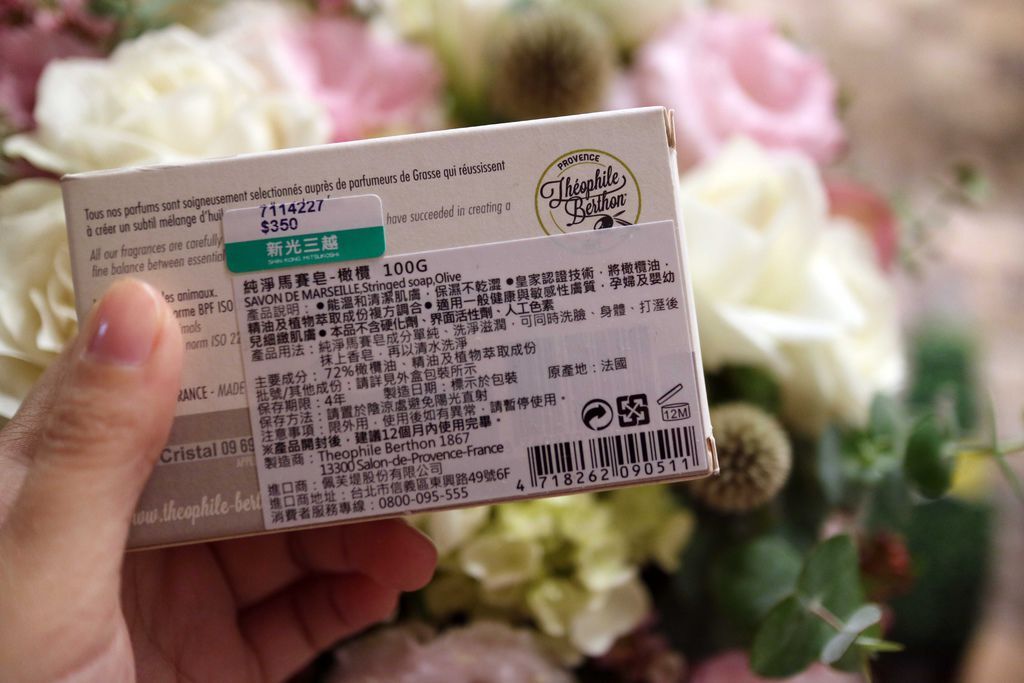 Tous nos parfums sont soigneusement selectionnés auprès de parfumeurs de Grasse qui réussissent
à créer un subtil mélange d'hui
All our fragrances are carefully have succeeded in creating a
fine balance between essential
PROVENCE
Théophile
Berthon
7114227
$350
新光三越
SHIN KONG MITSUKOSHI
es animaux.
orme BPF ISO
mals
norm ISO 22
RANCE - MADE
Cristal 09 69
www.theophile-bert
純淨馬賽皂-橄欖 100G
SAVON DE MARSEILLE,Stringed soap,Olive
產品說明：●能溫和清潔肌膚，保濕不乾澀 ●皇家認證技術，將橄欖油，
精油及植物萃取成份複方調合 ●適用一般健康與敏感性膚質，孕婦及嬰幼
兒細緻肌膚 ●本品不含硬化劑、界面活性劑、人工色素
產品用法：純淨馬賽皂成分單純、洗淨滋潤，可同時洗臉、身體，打溼後
抹上香皂，再以清水洗淨
主要成分：72%橄欖油、精油及植物萃取成份
批號/其他成份：請詳見外盒包裝所示 原產地：法國
保存期限：4年 製造日期：標示於包裝
保存方式：請置於陰涼處避免陽光直射
注意事項：限外用，使用後如有異常，請暫停使用。
※產品開封後，建議12個月內使用完畢。
製造商：Theophile Berthon 1867
13300 Salon-de-Provence-France
進口商：佩芙堤股份有限公司
進口商地址：台北市信義區東興路49號6F
消費者服務專線：0800-095-555
12M
4 718262 090511